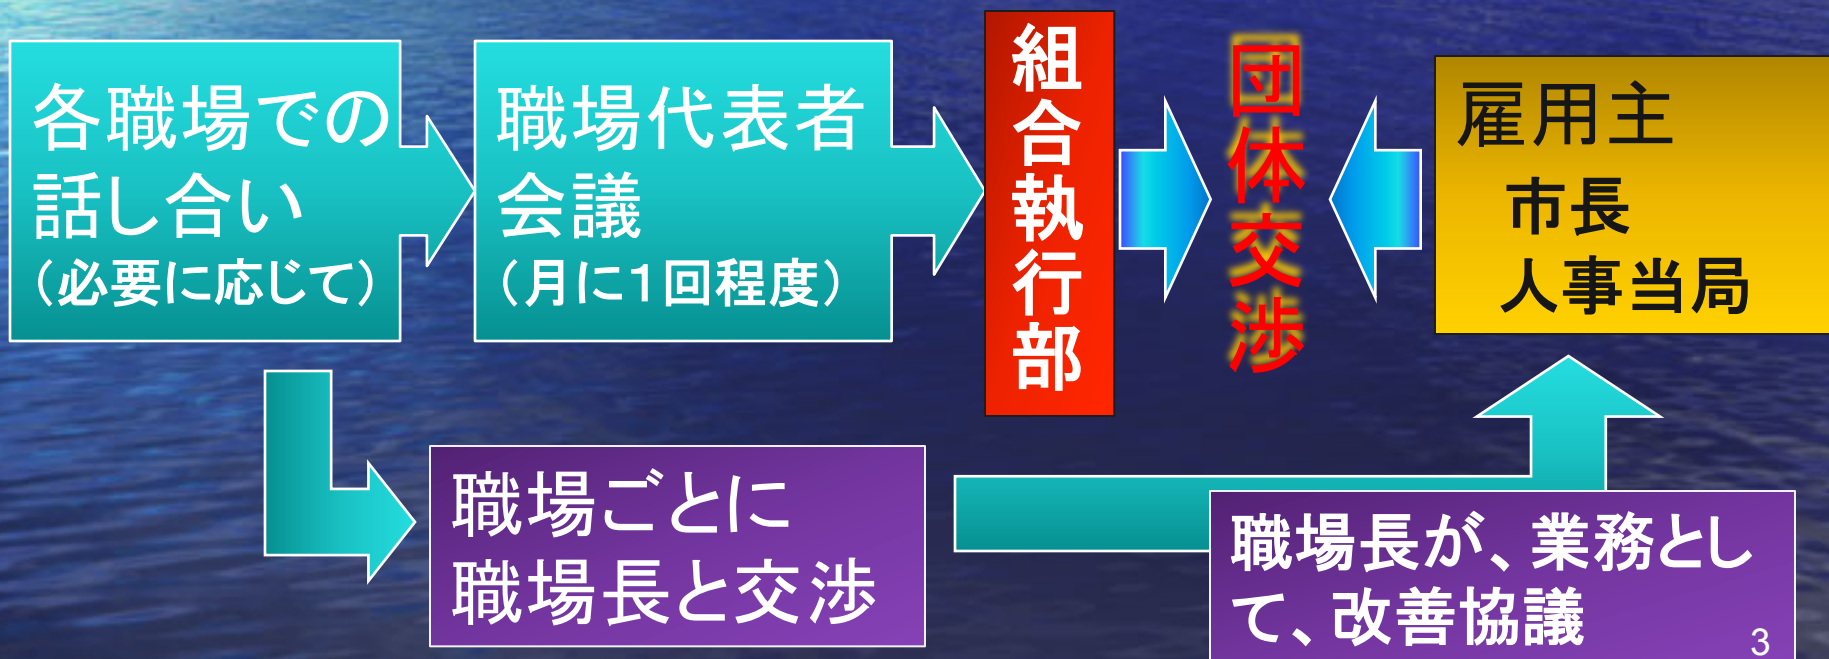 各職場での
話し合い
（必要に応じて）
職場代表者
会議
（月に１回程度）
組合執行部
団体交渉
雇用主
市長
人事当局
職場ごとに
職場長と交渉
職場長が、業務とし
て、改善協議
3